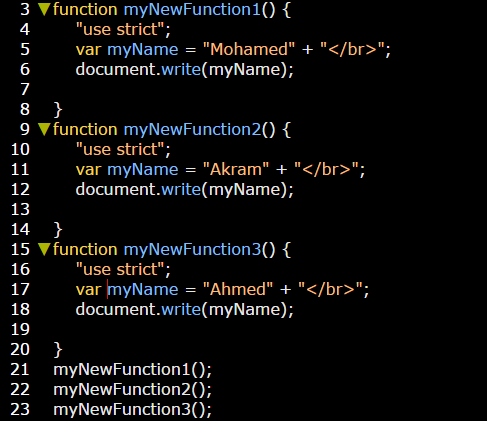 3 ▼function myNewFunction1() {
4 "use strict";
5 var myName = "Mohamed" + "</br>";
6 document.write(myName);
7
8 }
9 ▼function myNewFunction2() {
10 "use strict";
11 var myName = "Akram" + "</br>";
12 document.write(myName);
13
14 }
15 ▼function myNewFunction3() {
16 "use strict";
17 var myName = "Ahmed" + "</br>";
18 document.write(myName);
19
20 }
21 myNewFunction1();
22 myNewFunction2();
23 myNewFunction3();